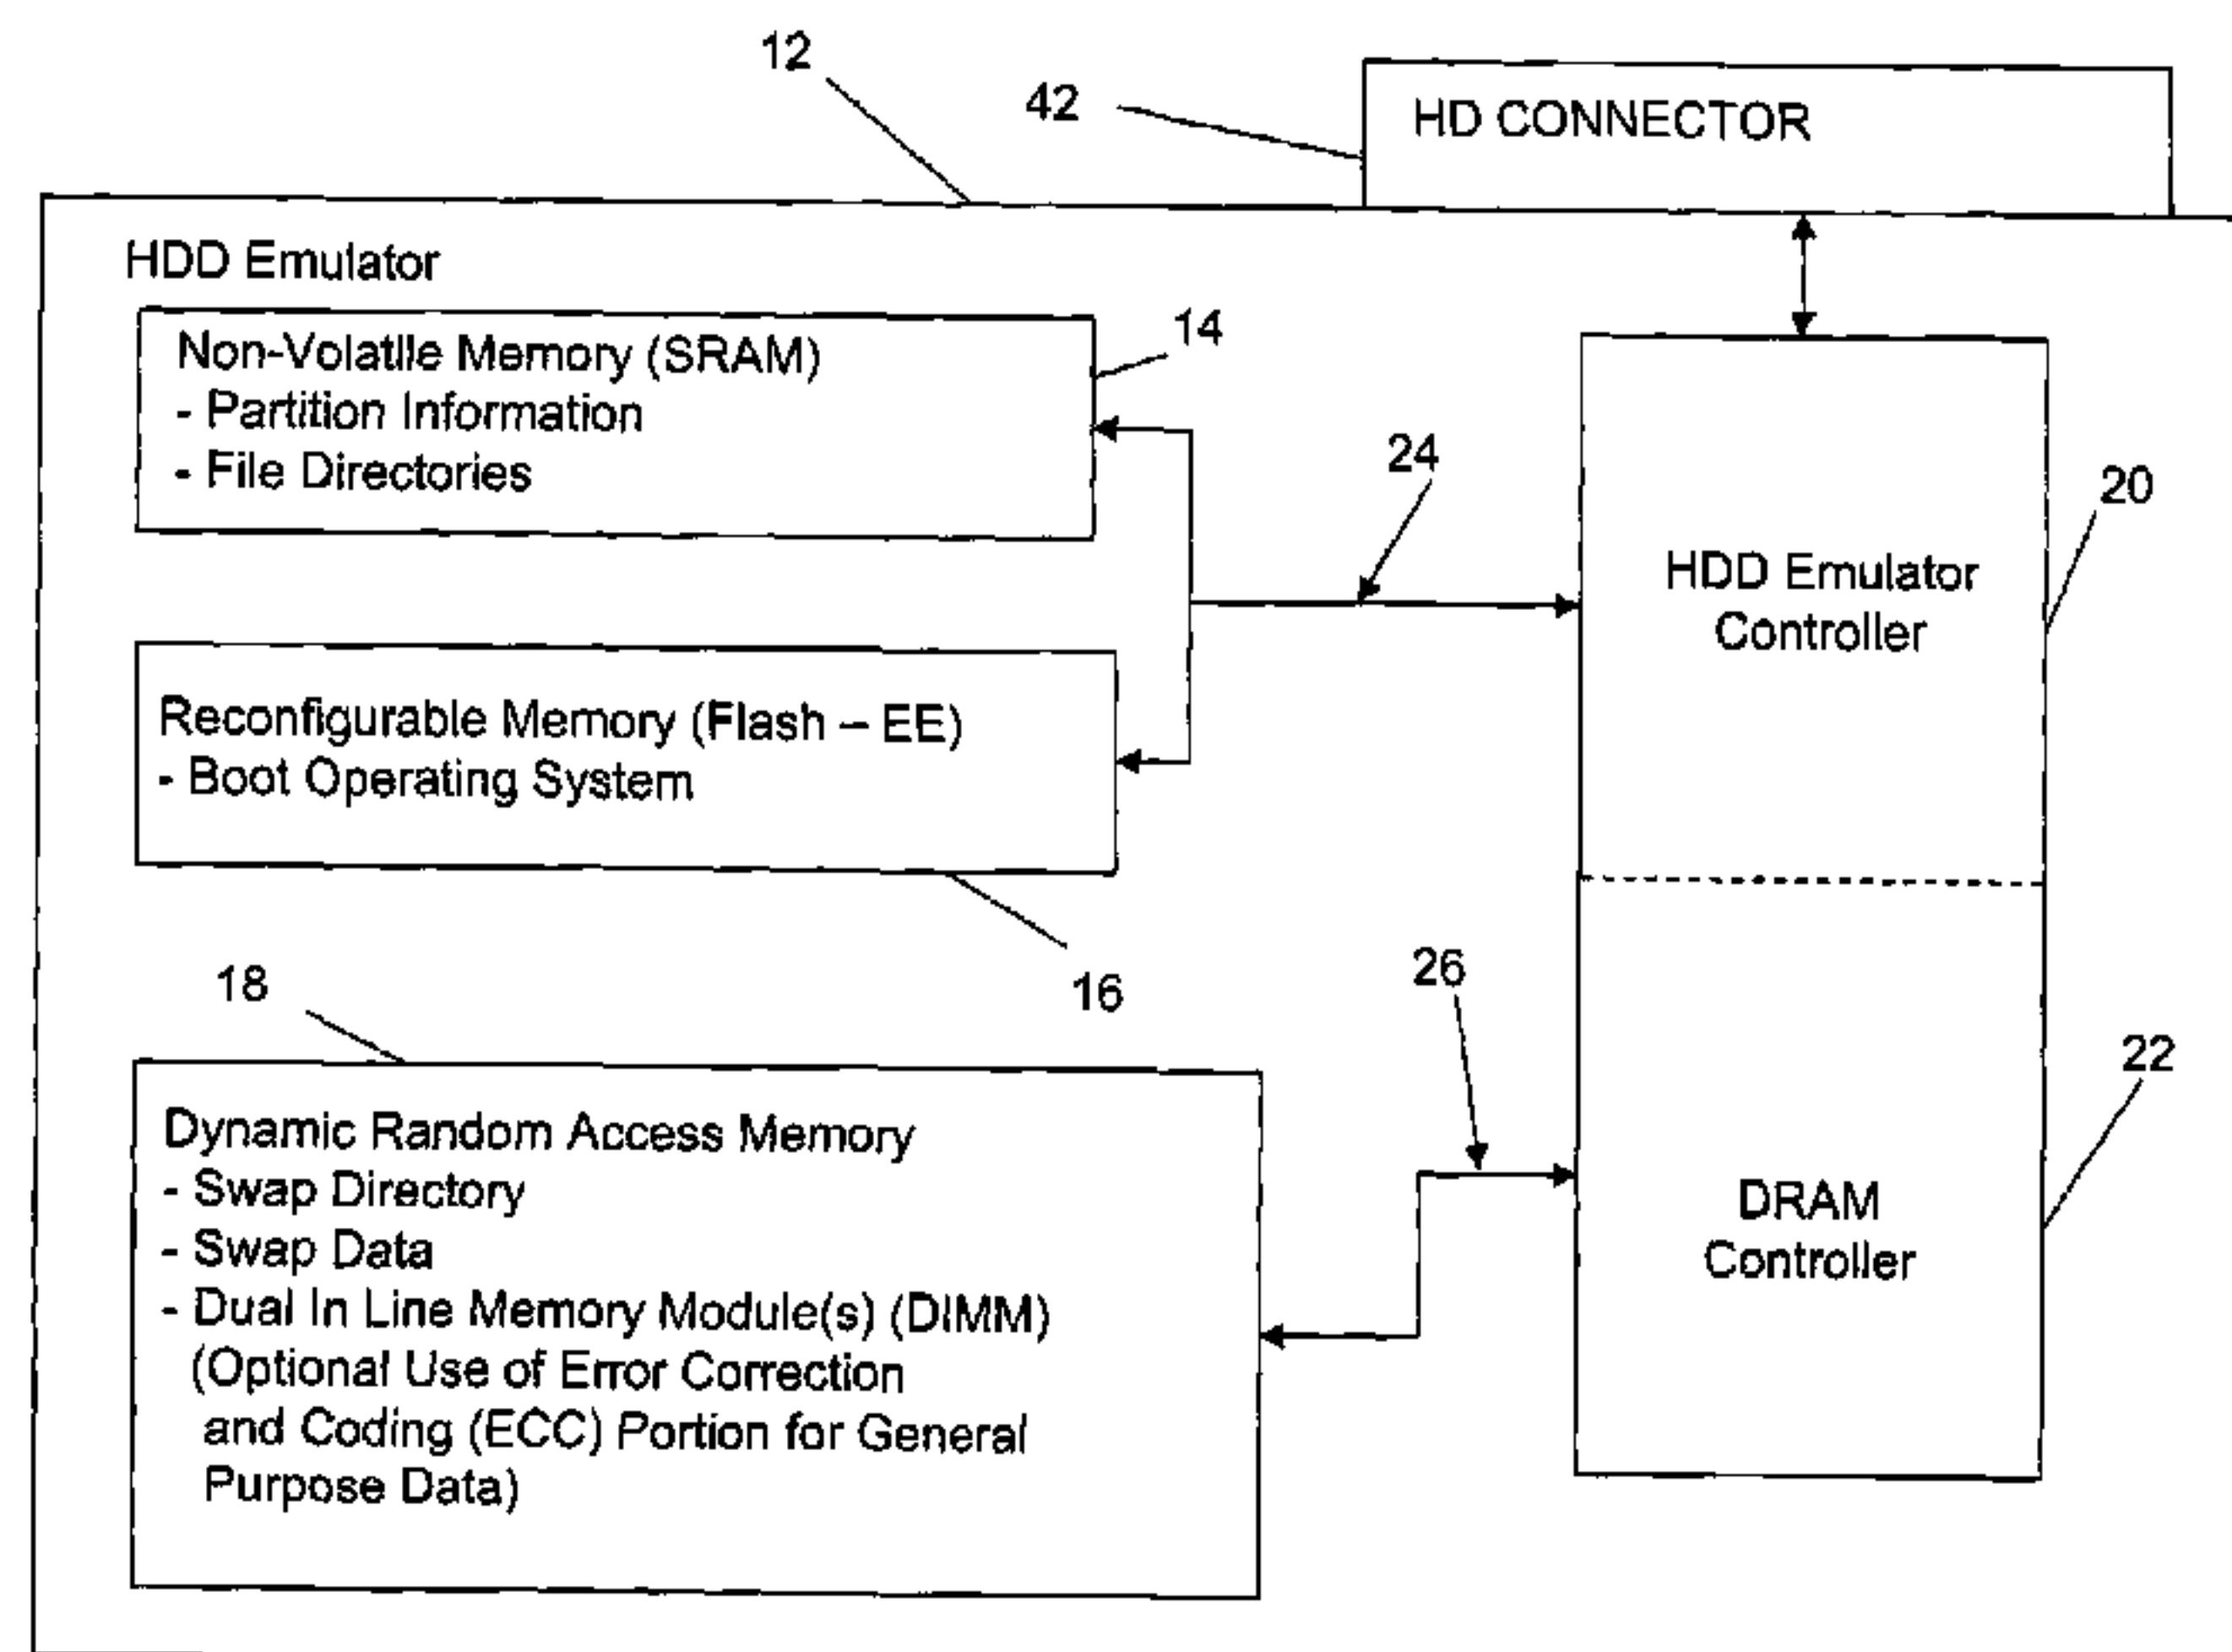 12
42
HD CONNECTOR
HDD Emulator
14
Non-Volatile Memory (SRAM)
- Partition Information
- File Directories
24
20
HDD Emulator
Controller
Reconfigurable Memory (Flash – EE)
- Boot Operating System
16
18
26
22
Dynamic Random Access Memory
- Swap Directory
- Swap Data
- Dual In Line Memory Module(s) (DIMM)
(Optional Use of Error Correction
and Coding (ECC) Portion for General
Purpose Data)
DRAM
Controller